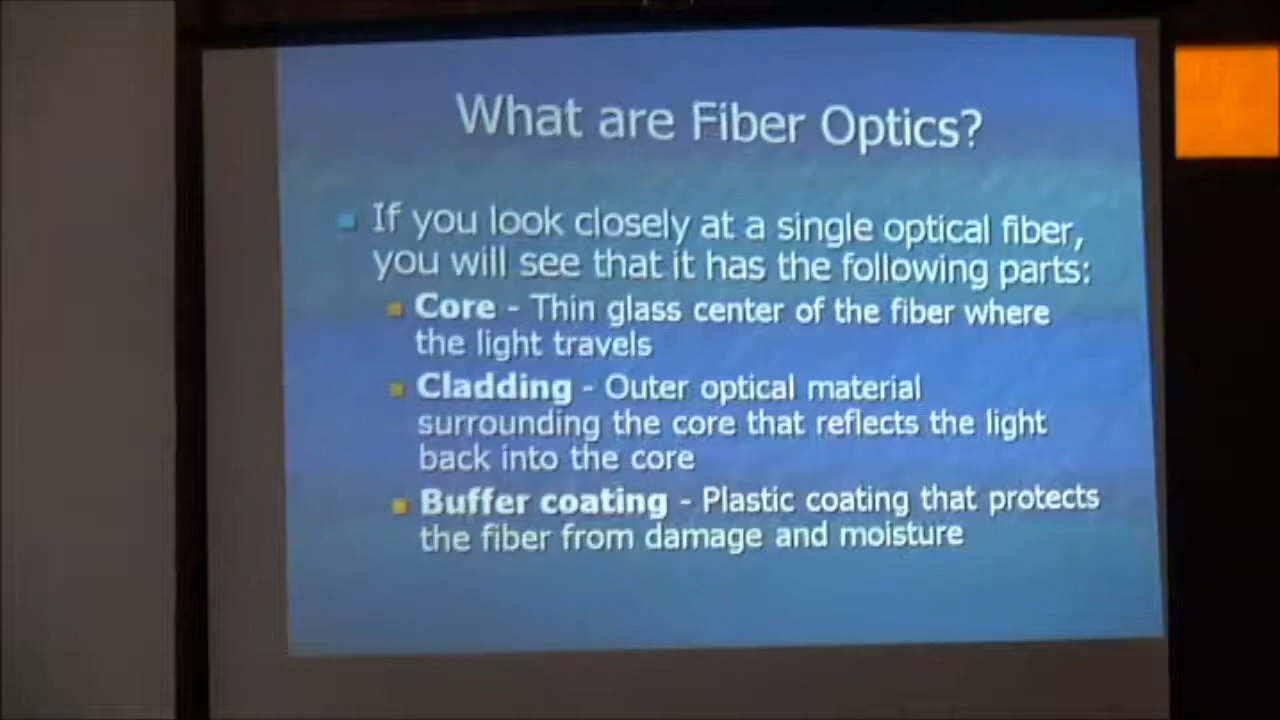 What are Fiber Optics?
If you look closely at a single optical fiber,
you will see that it has the following parts:
Core - Thin glass center of the fiber where
the light travels
Cladding - Outer optical material
surrounding the core that reflects the light
back into the core
Buffer coating - Plastic coating that protects
the fiber from damage and moisture